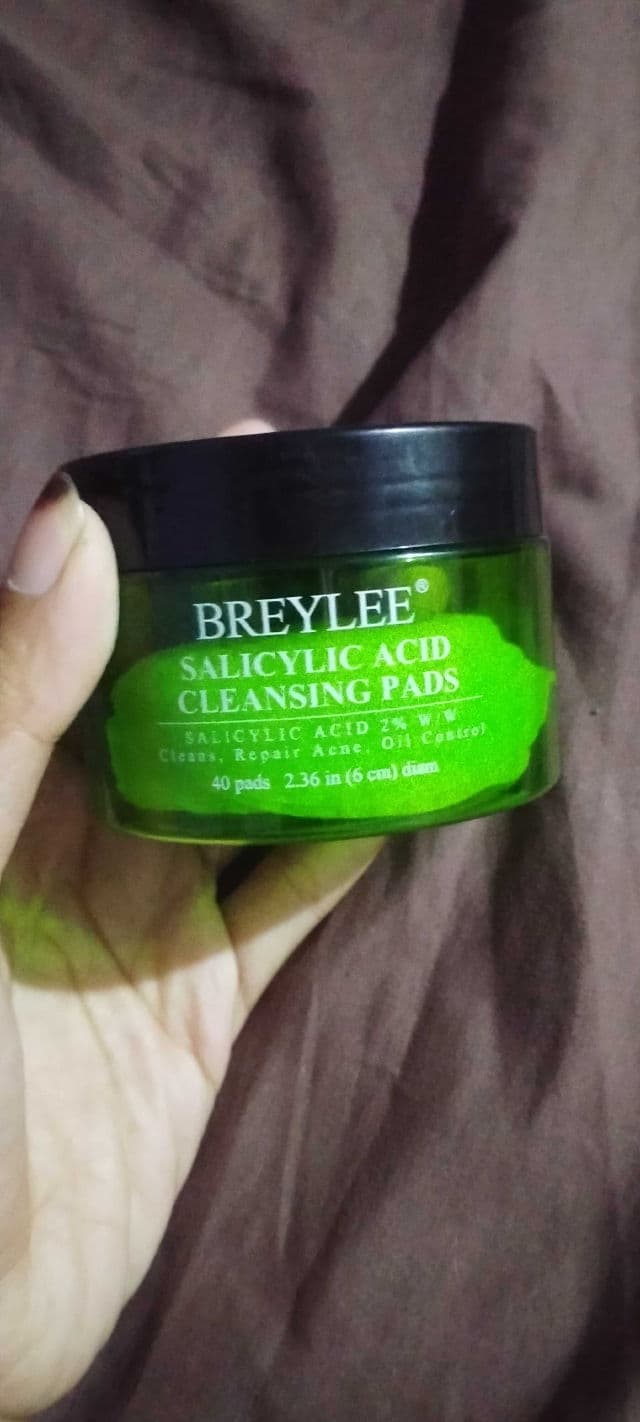 BREYLEE®
SALICYLIC ACID
CLEANSING PADS
SALICYLIC ACID 2% W/W
Cleans, Repair Acne, Oil Control
40 pads 2.36 in (6 cm) diam